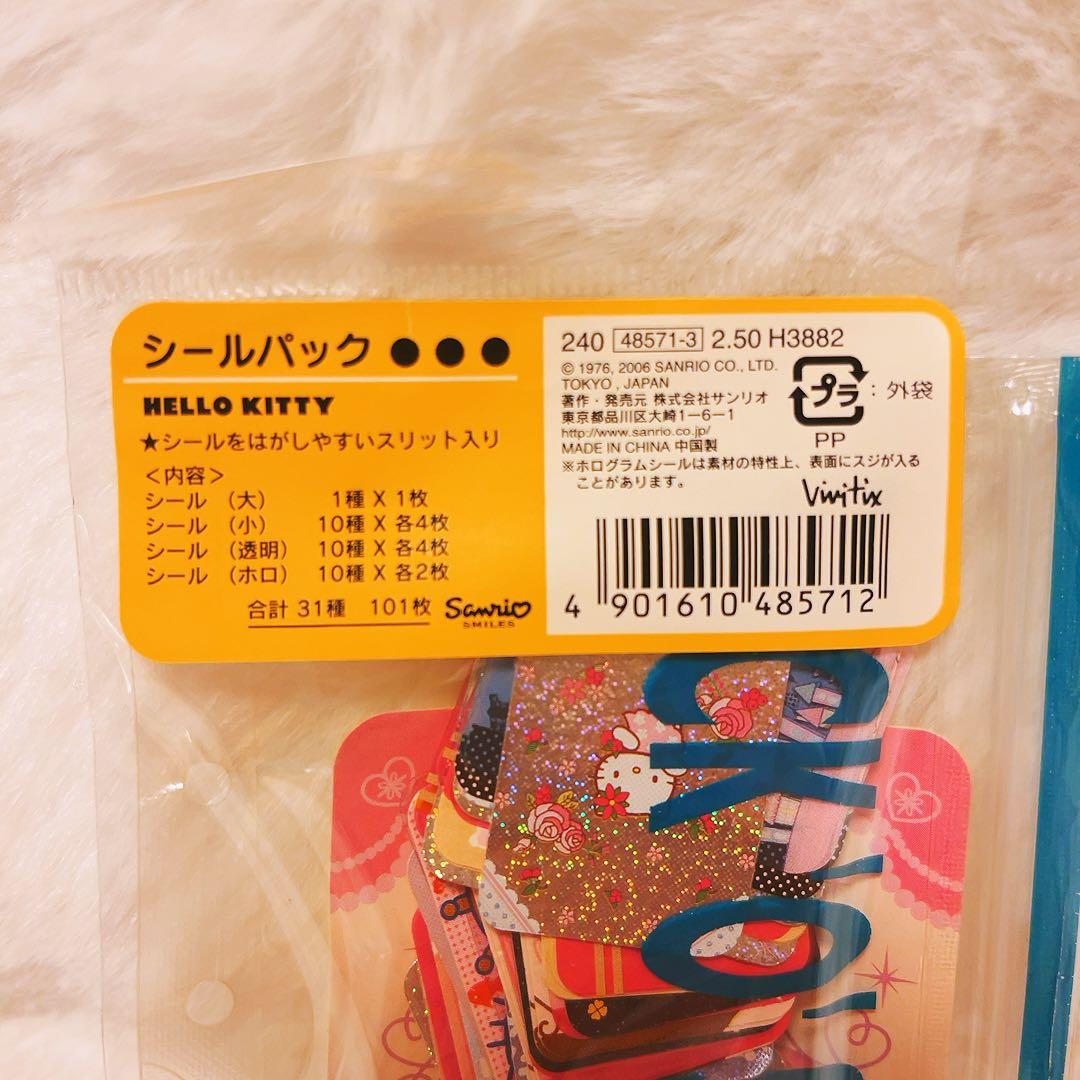 シールパック●●●
HELLO KITTY
★シールをはがしやすいスリット入り
＜内容＞
シール （大） 1種 X 1枚
シール （小） 10種 X 各4枚
シール （透明） 10種 X 各4枚
シール （ホロ） 10種 X 各2枚
合計 31種 101枚
Sanrio
SMILES
240 48571-3 2.50 H3882
© 1976, 2006 SANRIO CO., LTD.
TOKYO , JAPAN
著作・発売元 株式会社サンリオ
東京都品川区大崎1－6－1
http://www.sanrio.co.jp/
MADE IN CHINA 中国製
プラ : 外袋
PP
※ホログラムシールは素材の特性上、表面にスジが入る
ことがあります。
Vivitix
4 901610 485712